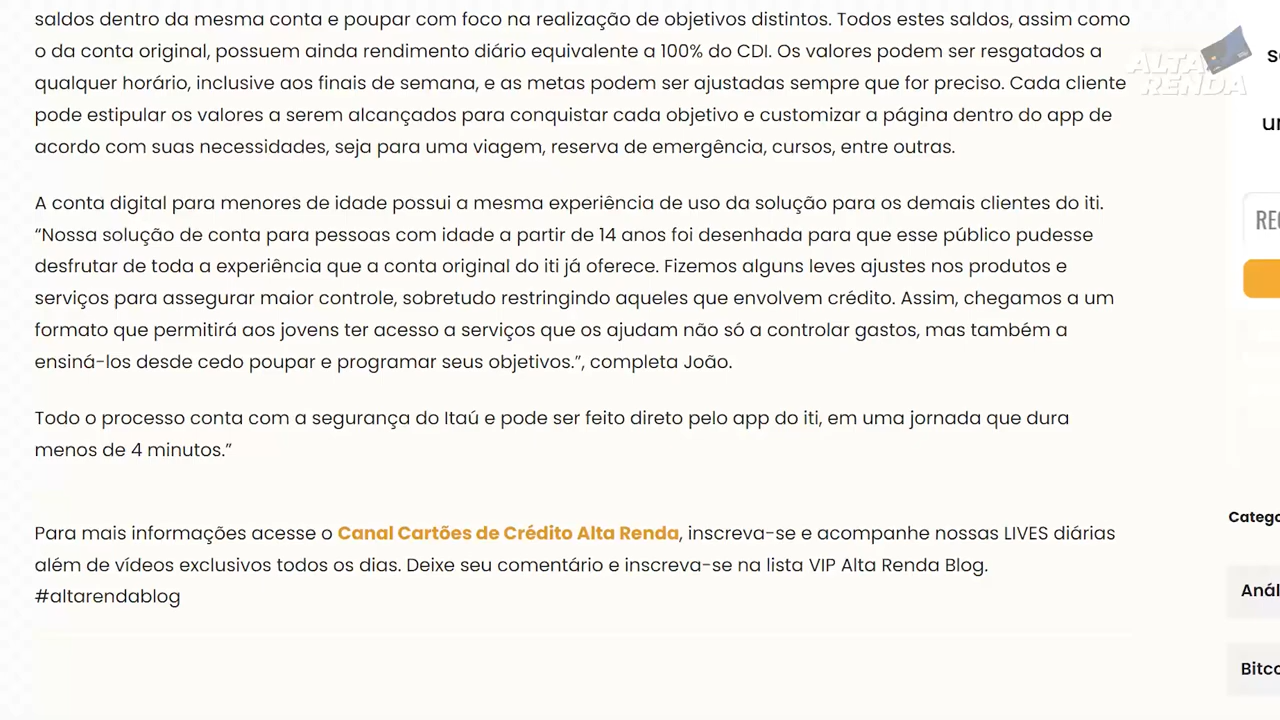 saldos dentro da mesma conta e poupar com foco na realização de objetivos distintos. Todos estes saldos, assim como
o da conta original, possuem ainda rendimento diário equivalente a 100% do CDI. Os valores podem ser resgatados a
qualquer horário, inclusive aos finais de semana, e as metas podem ser ajustadas sempre que for preciso. Cada cliente
pode estipular os valores a serem alcançados para conquistar cada objetivo e customizar a página dentro do app de
acordo com suas necessidades, seja para uma viagem, reserva de emergência, cursos, entre outras.
A conta digital para menores de idade possui a mesma experiência de uso da solução para os demais clientes do iti.
“Nossa solução de conta para pessoas com idade a partir de 14 anos foi desenhada para que esse público pudesse
desfrutar de toda a experiência que a conta original do iti já oferece. Fizemos alguns leves ajustes nos produtos e
serviços para assegurar maior controle, sobretudo restringindo aqueles que envolvem crédito. Assim, chegamos a um
formato que permitirá aos jovens ter acesso a serviços que os ajudam não só a controlar gastos, mas também a
ensiná-los desde cedo poupar e programar seus objetivos.”, completa João.
Todo o processo conta com a segurança do Itaú e pode ser feito direto pelo app do iti, em uma jornada que dura
menos de 4 minutos.”
Para mais informações acesse o Canal Cartões de Crédito Alta Renda, inscreva-se e acompanhe nossas LIVES diárias
além de vídeos exclusivos todos os dias. Deixe seu comentário e inscreva-se na lista VIP Alta Renda Blog.
#altarendablog
ALTA
RENDA
REC
Catego
Anál
Bitco